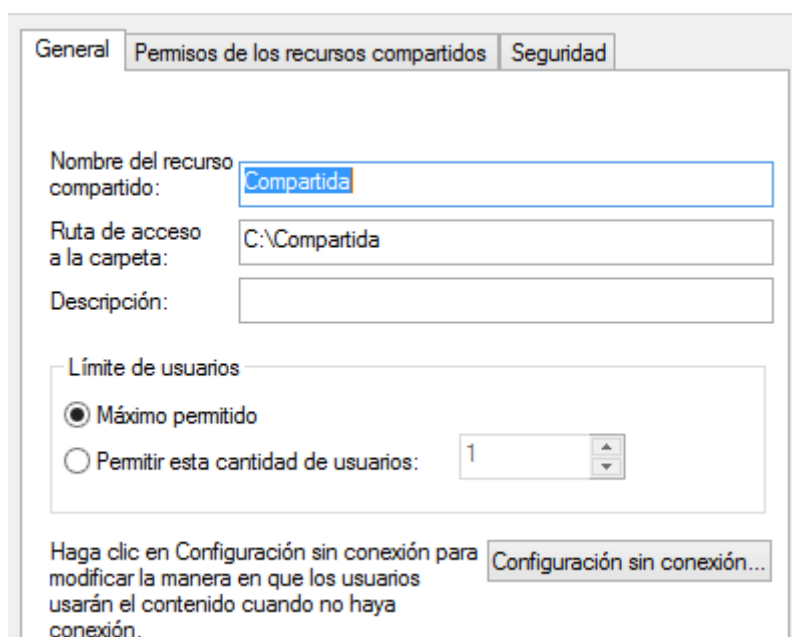 General Permisos de los recursos compartidos Seguridad
Nombre del recurso
compartido:
Compartida
Ruta de acceso
a la carpeta:
C:\Compartida
Descripción:
Límite de usuarios
Máximo permitido
Permitir esta cantidad de usuarios: 1
Haga clic en Configuración sin conexión para
modificar la manera en que los usuarios
usarán el contenido cuando no haya
conexión.
Configuración sin conexión...